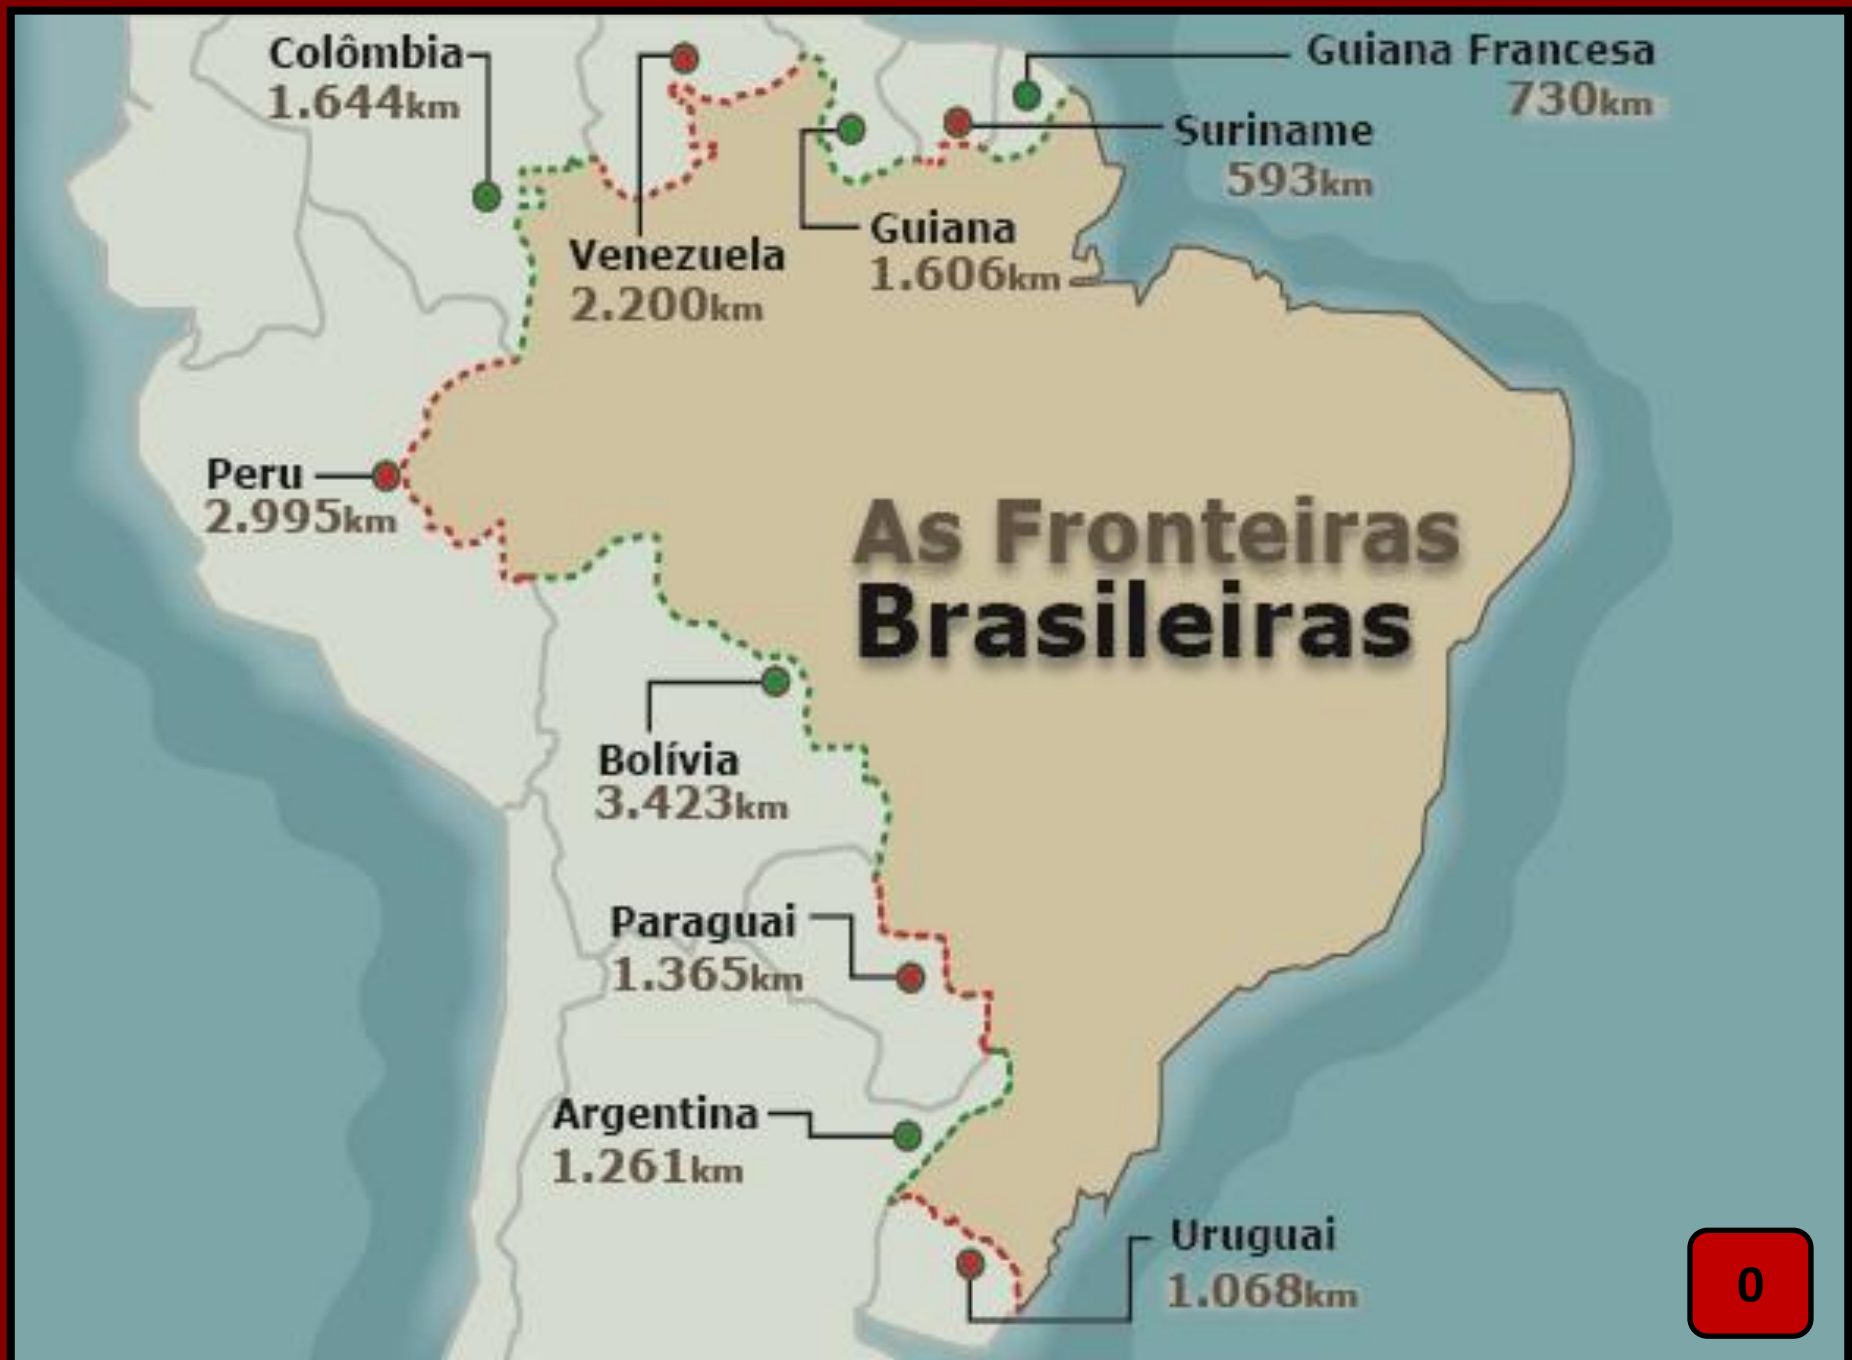 Colômbia
1.644km
Guiana Francesa
730km
Suriname
593km
Venezuela
2.200km
Guiana
1.606km
Peru
2.995km
As Fronteiras
Brasileiras
Bolívia
3.423km
Paraguai
1.365km
Argentina
1.261km
Uruguai
1.068km
0